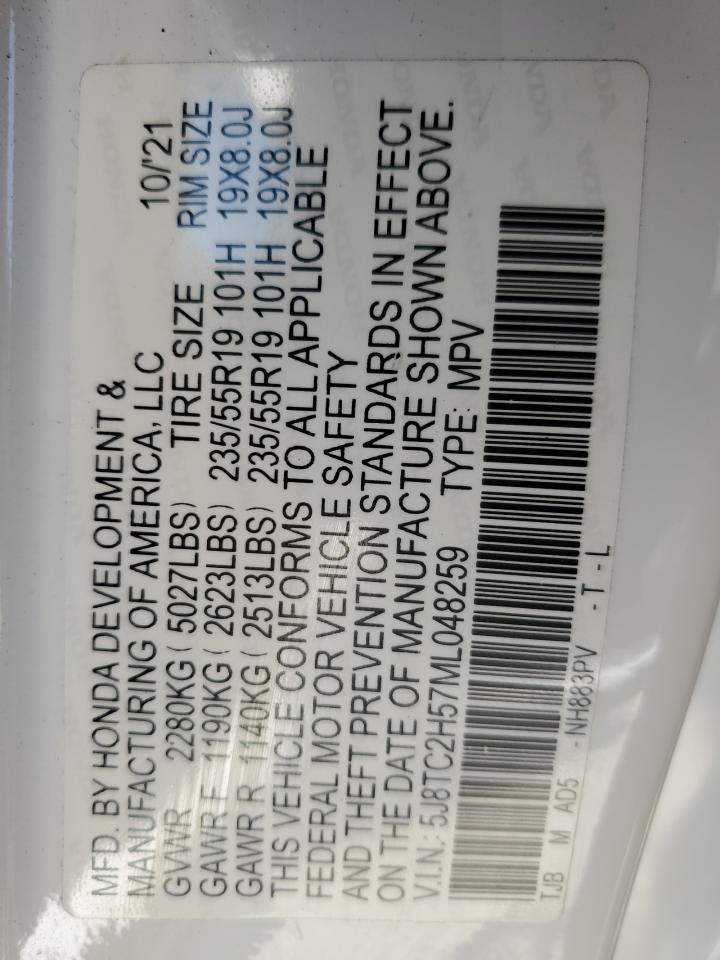 MFD. BY HONDA DEVELOPMENT &
MANUFACTURING OF AMERICA, LLC 10/'21
GVWR 2280KG ( 5027LBS) TIRE SIZE RIM SIZE
GAWR F 1190KG ( 2623LBS) 235/55R19 101H 19X8.0J
GAWR R 1140KG ( 2513LBS) 235/55R19 101H 19X8.0J
THIS VEHICLE CONFORMS TO ALL APPLICABLE
FEDERAL MOTOR VEHICLE SAFETY
AND THEFT PREVENTION STANDARDS IN EFFECT
ON THE DATE OF MANUFACTURE SHOWN ABOVE.
V.I.N.: 5J8TC2H57ML048259 TYPE: MPV
TJB M AD5 -NH883PV -T-L